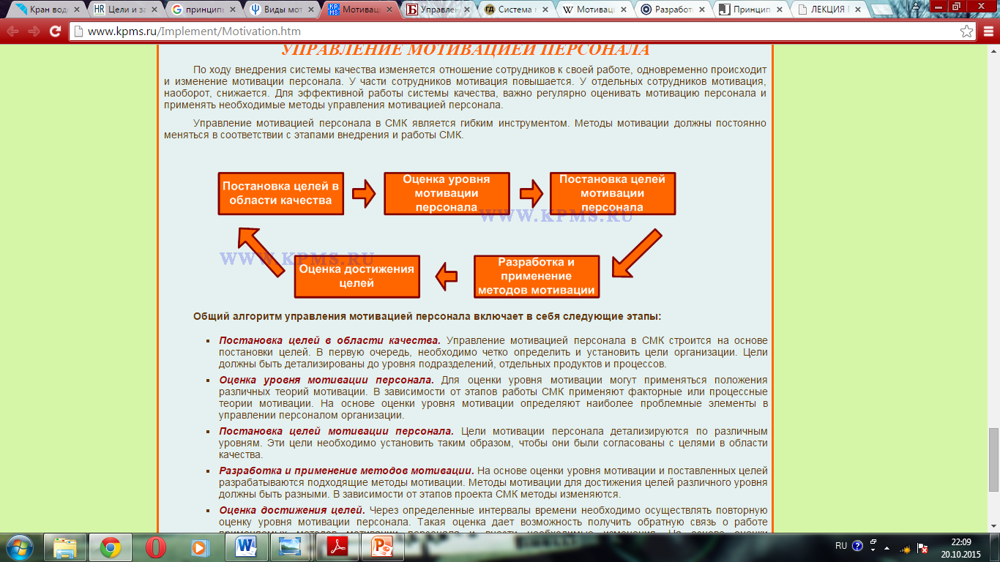 Кран вод
HR Цели и за
принципы
Виды мот
КР MS Мотивац
Управлен
Система
W Мотивац
Разработ
Принцип
ЛЕКЦИЯ
www.kpms.ru/Implement/Motivation.htm
УПРАВЛЕНИЕ МОТИВАЦИЕЙ ПЕРСОНАЛА
По ходу внедрения системы качества изменяется отношение сотрудников к своей работе, одновременно происходит
и изменение мотивации персонала. У части сотрудников мотивация повышается. У отдельных сотрудников мотивация,
наоборот, снижается. Для эффективной работы системы качества, важно регулярно оценивать мотивацию персонала и
применять необходимые методы управления мотивацией персонала.
Управление мотивацией персонала в СМК является гибким инструментом. Методы мотивации должны постоянно
меняться в соответствии с этапами внедрения и работы СМК.
Постановка целей в
области качества
Оценка уровня
мотивации
персонала
Постановка целей
мотивации
персонала
WWW.KPMS.RU
WWW.KPMS.RU
Оценка достижения
целей
Разработка и
применение
методов мотивации
Общий алгоритм управления мотивацией персонала включает в себя следующие этапы:
Постановка целей в области качества. Управление мотивацией персонала в СМК строится на основе
постановки целей. В первую очередь, необходимо четко определить и установить цели организации. Цели
должны быть детализированы до уровня подразделений, отдельных продуктов и процессов.
Оценка уровня мотивации персонала. Для оценки уровня мотивации могут применяться положения
различных теорий мотивации. В зависимости от этапов работы СМК применяют факторные или процессные
теории мотивации. На основе оценки уровня мотивации определяют наиболее проблемные элементы в
управлении персоналом организации.
Постановка целей мотивации персонала. Цели мотивации персонала детализируются по различным
уровням. Эти цели необходимо установить таким образом, чтобы они были согласованы с целями в области
качества.
Разработка и применение методов мотивации. На основе оценки уровня мотивации и поставленных целей
разрабатываются подходящие методы мотивации. Методы мотивации для достижения целей различного уровня
должны быть разными. В зависимости от этапов проекта СМК методы изменяются.
Оценка достижения целей. Через определенные интервалы времени необходимо осуществлять повторную
оценку уровня мотивации персонала. Такая оценка дает возможность получить обратную связь о работе
RU
22:09
20.10.2015